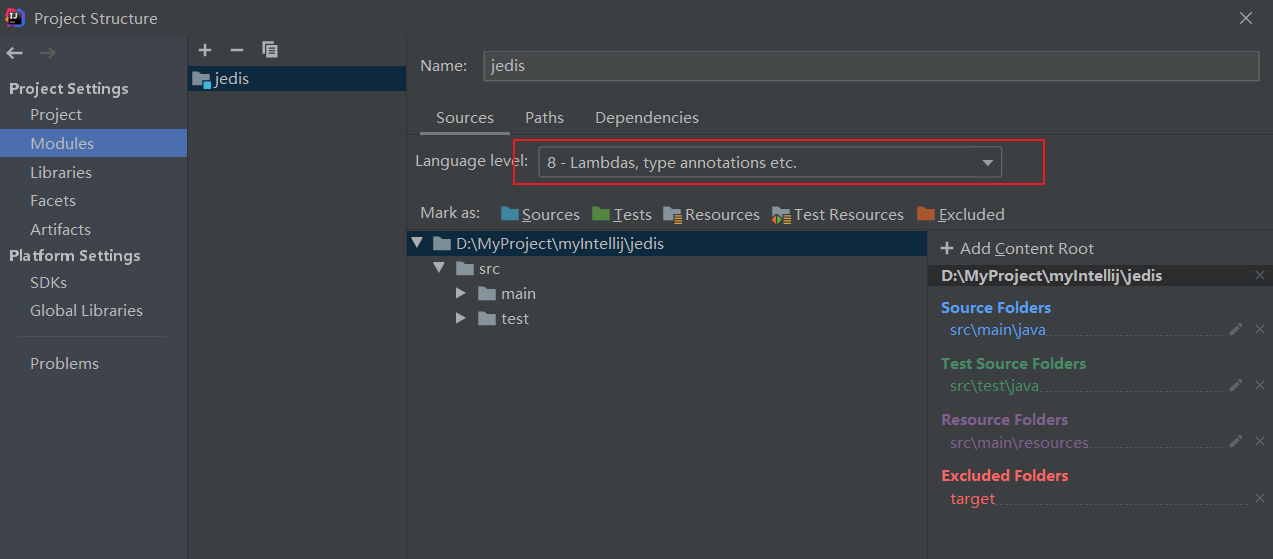 Project Structure
Project Settings
Project
Modules
Libraries
Facets
Artifacts
Platform Settings
SDKs
Global Libraries
Problems
jedis
Name: jedis
Sources Paths Dependencies
Language level: 8 - Lambdas, type annotations etc.
Mark as: Sources Tests Resources Test Resources Excluded
D:\MyProject\myIntellij\jedis
src
main
test
Add Content Root
D:\MyProject\myIntellij\jedis
Source Folders
src\main\java
Test Source Folders
src\test\java
Resource Folders
src\main\resources
Excluded Folders
target